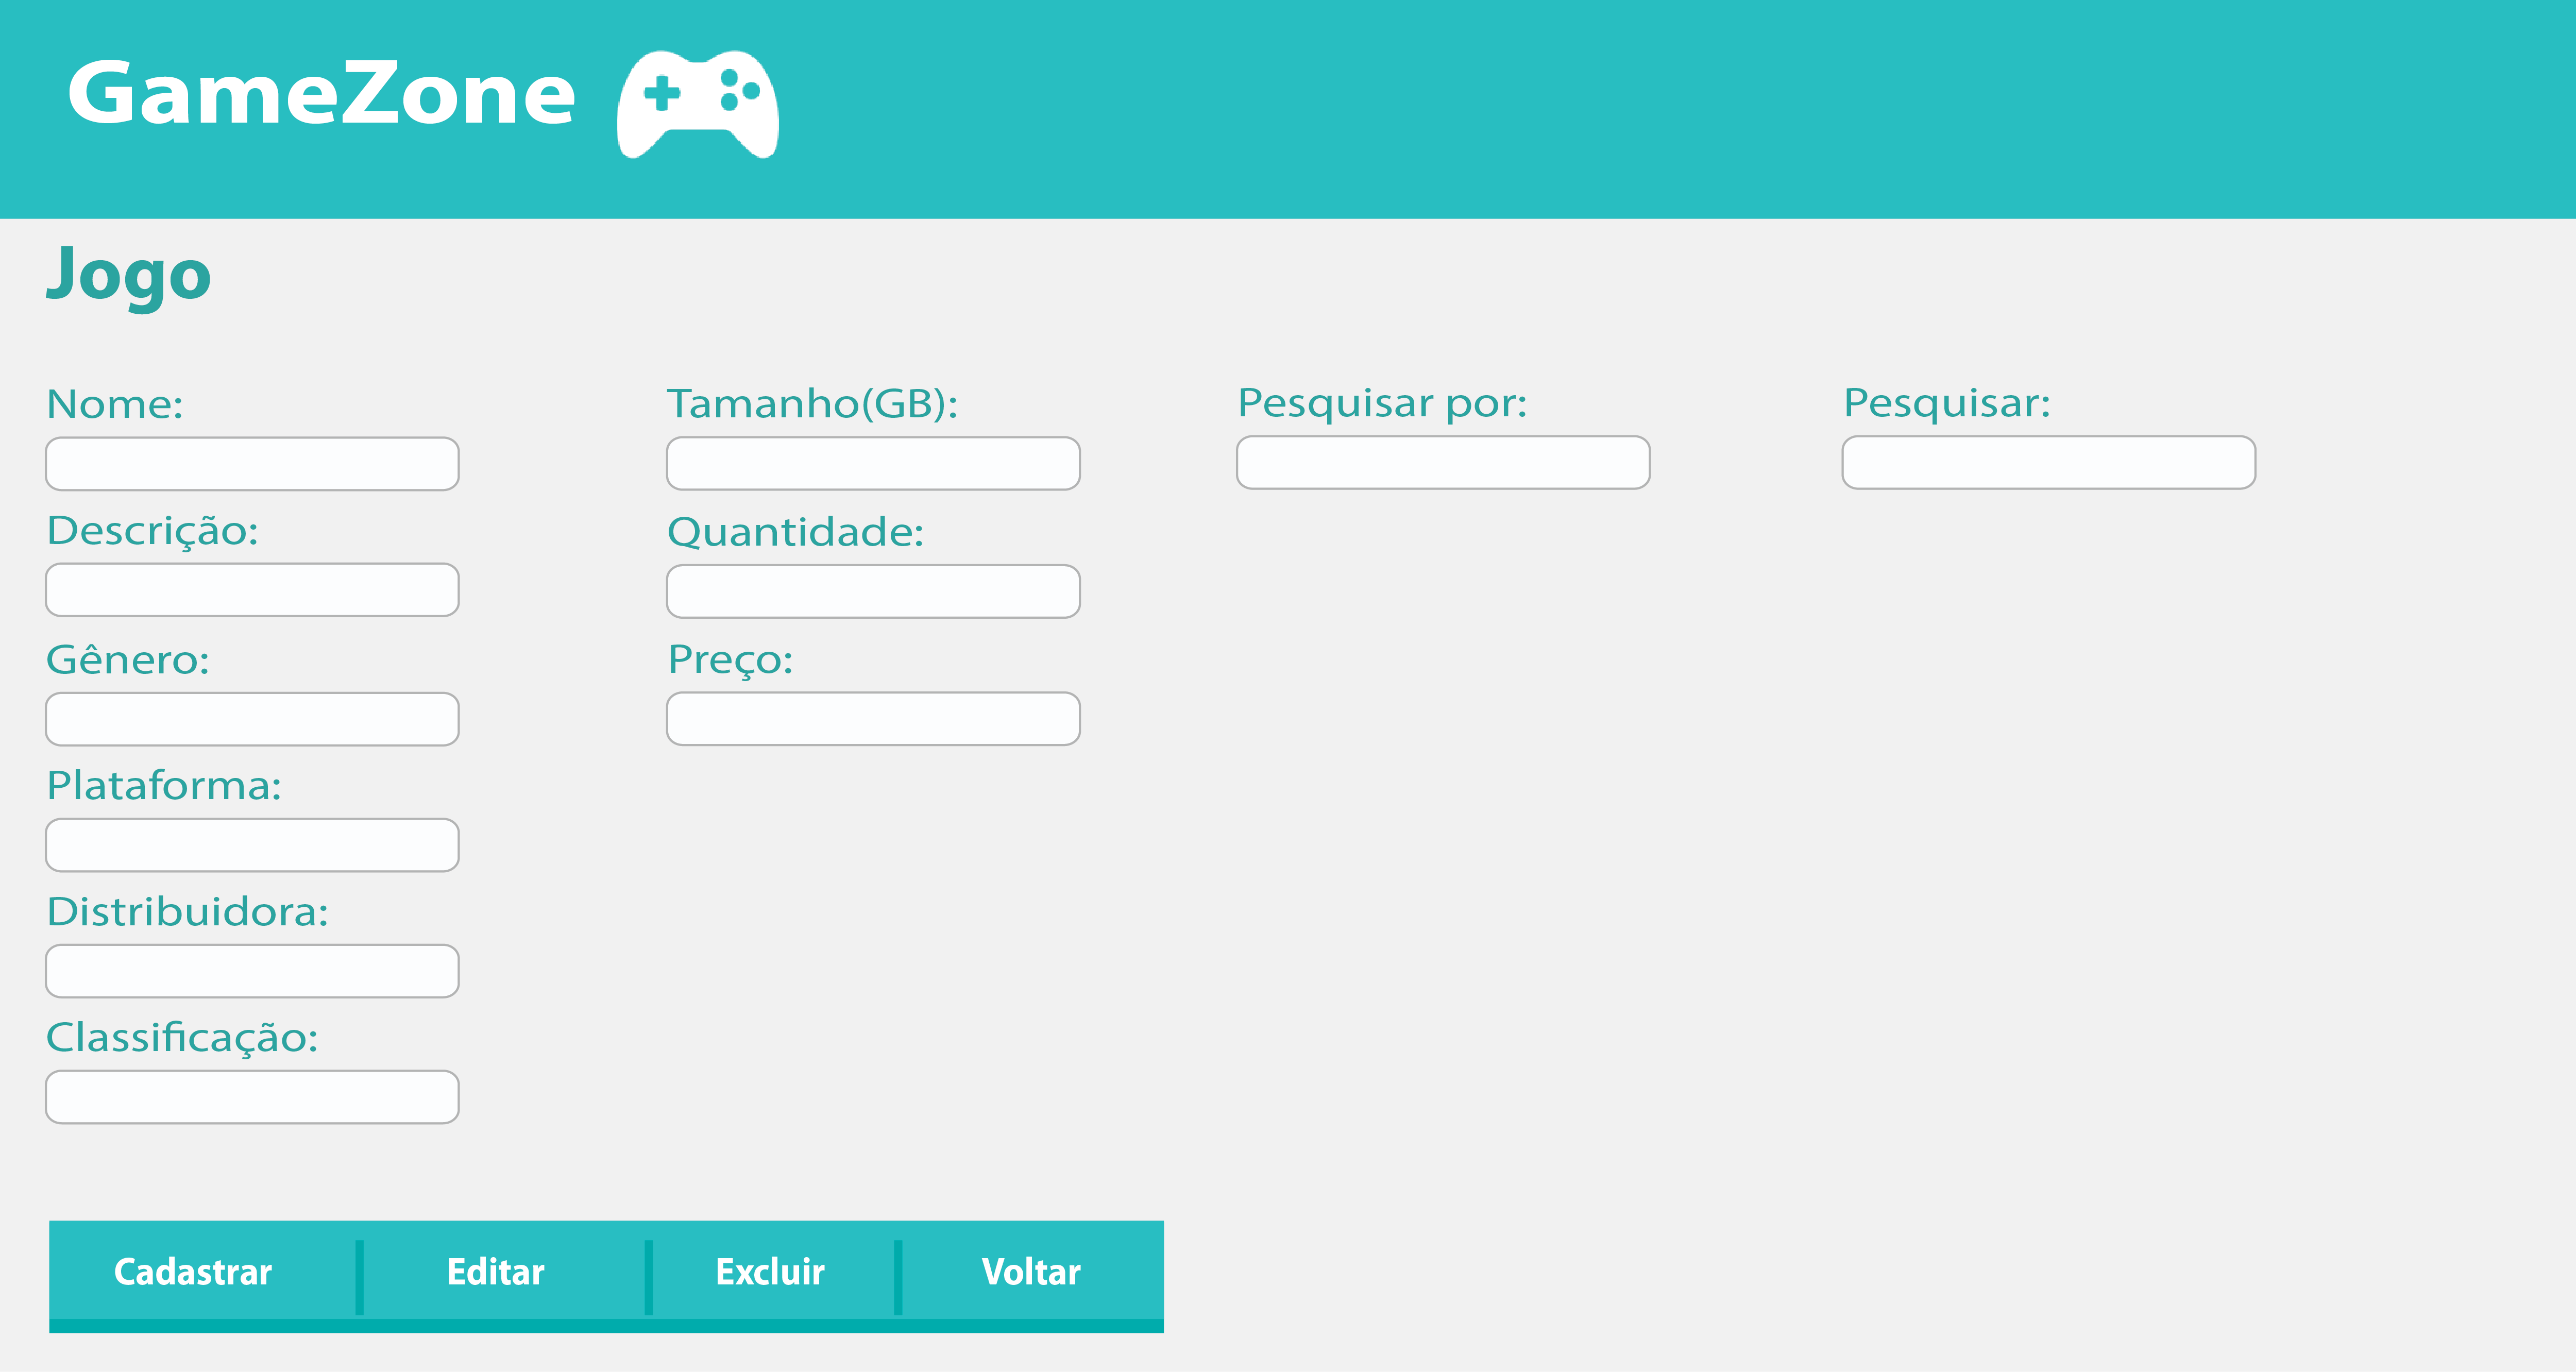 GameZone
Jogo
Nome:
Descrição:
Gênero:
Plataforma:
Distribuidora:
Classificação:
Tamanho(GB):
Quantidade:
Preço:
Pesquisar por:
Pesquisar:
Cadastrar
Editar
Excluir
Voltar